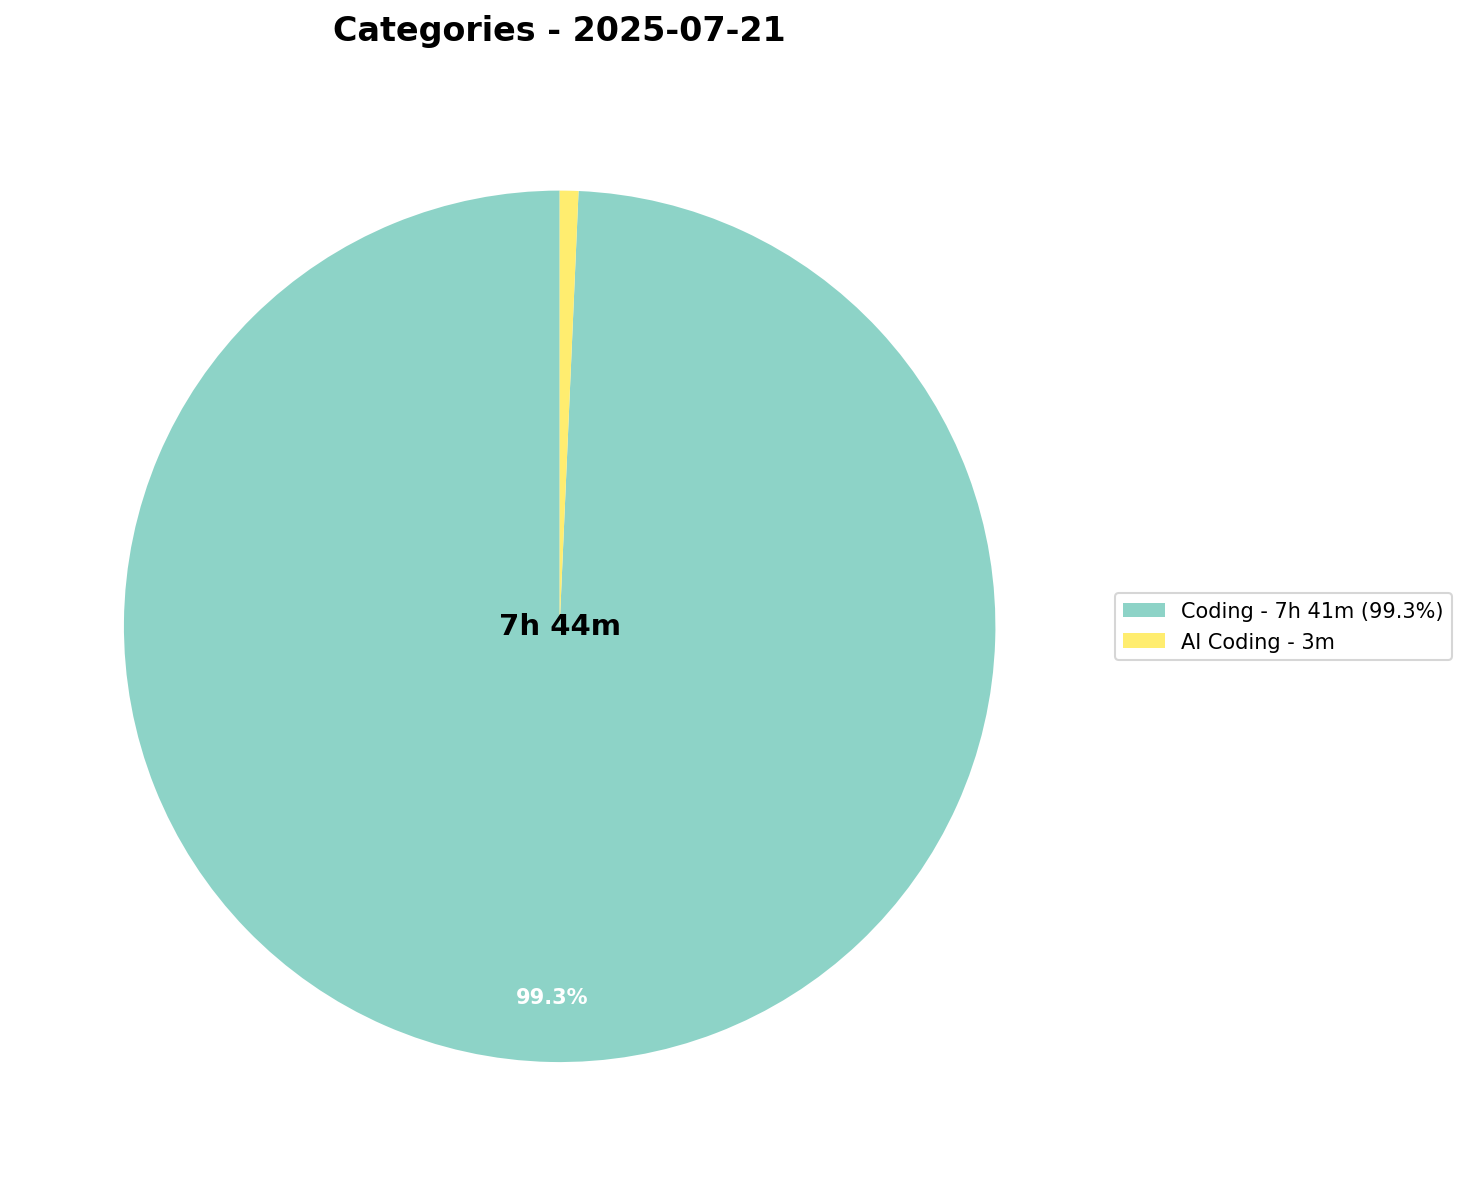 Categories - 2025-07-21
7h 44m
99.3%
Coding - 7h 41m (99.3%)
AI Coding - 3m